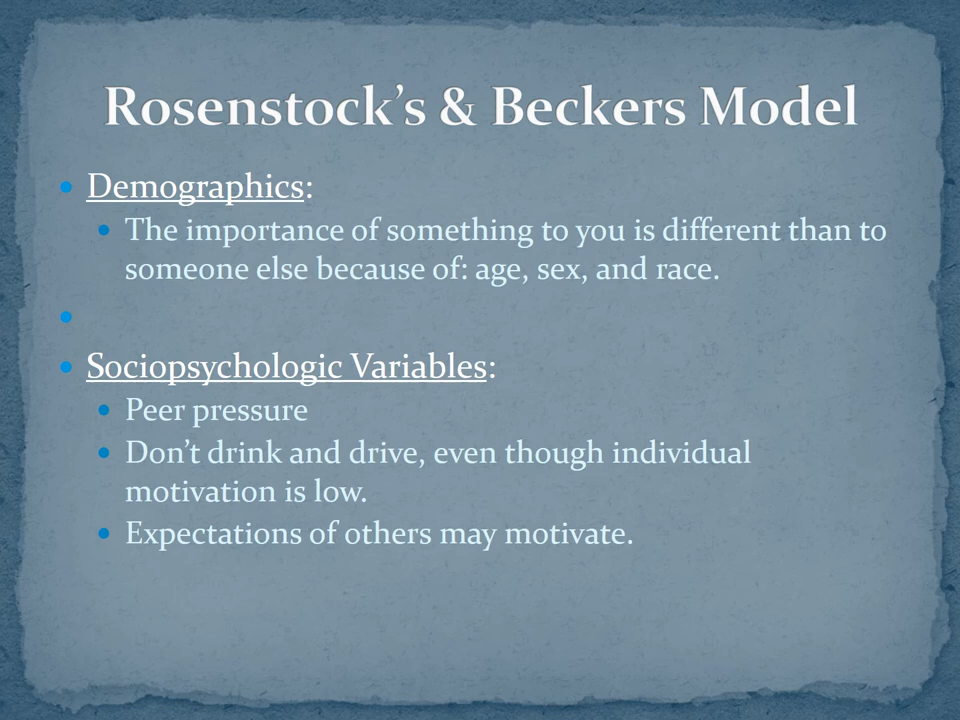 Rosenstock's & Beckers Model
• Demographics:
• The importance of something to you is different than to
someone else because of: age, sex, and race.
•
• Sociopsychologic Variables:
• Peer pressure
• Don't drink and drive, even though individual
motivation is low.
• Expectations of others may motivate.